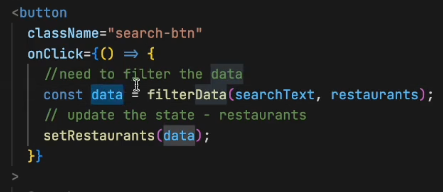 <button
className="search-btn"
onClick={() => {
//need to filter the data
const data = filterData(searchText, restaurants);
// update the state - restaurants
setRestaurants(data);
}}
>